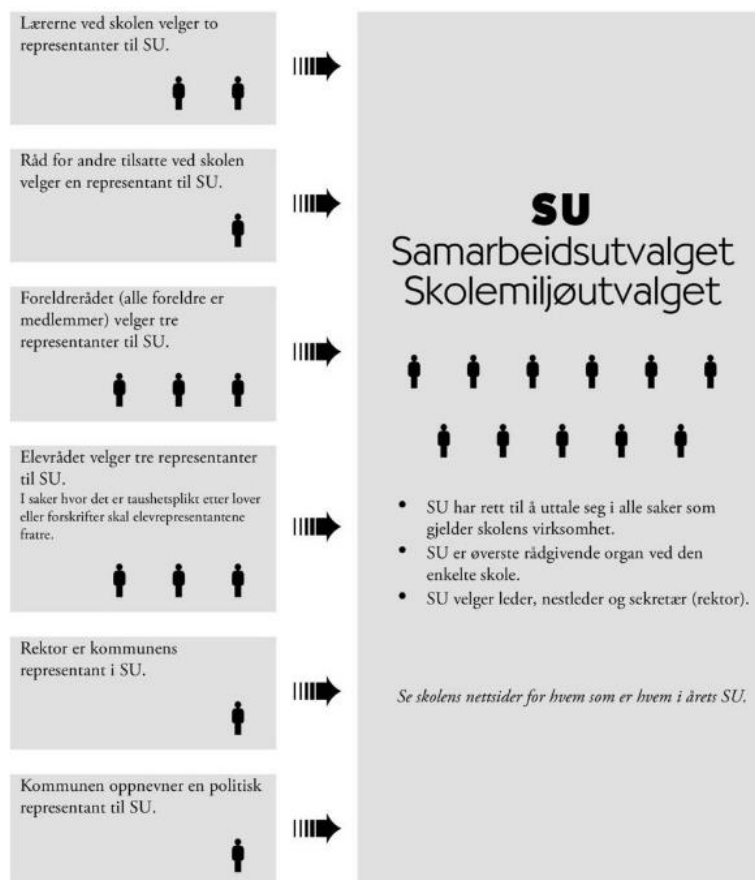 Lærerne ved skolen velger to
representanter til SU.
Råd for andre tilsatte ved skolen
velger en representant til SU.
Foreldrerådet (alle foreldre er
medlemmer) velger tre
representanter til SU.
Elevrådet velger tre representanter
til SU.
I saker hvor det er taushetsplikt etter lover
eller forskrifter skal elevrepresentantene
fratre.
Rektor er kommunens
representant i SU.
Kommunen oppnevner en politisk
representant til SU.
SU
Samarbeidsutvalget
Skolemiljøutvalget
• SU har rett til å uttale seg i alle saker som
gjelder skolens virksomhet.
• SU er øverste rådgivende organ ved den
enkelte skole.
• SU velger leder, nestleder og sekretær (rektor).
Se skolens nettsider for hvem som er hvem i årets SU.